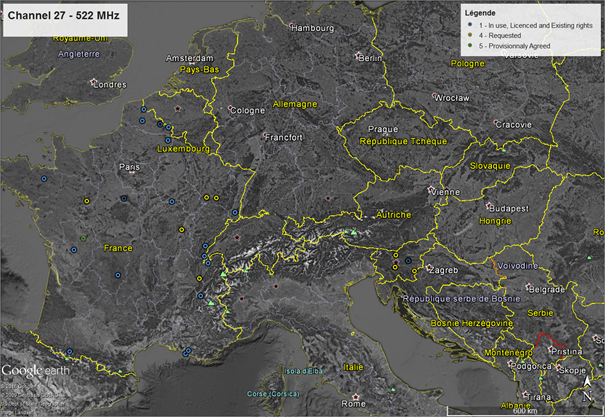 Channel 27 - 522 MHz
Légende
1 - In use, Licenced and Existing rights
4 - Requested
5 - Provisionnaly Agreed
Royaume-Uni
Angleterre
Hambourg
Amsterdam
Pays-Bas
Berlin
Pologne
Londres
Cologne
Allemagne
Wrocław
Cracovie
Francfort
Prague
République Tchèque
Luxembourg
Paris
Slovaquie
Vienne
Budapest
Hongrie
Autriche
France
Zagreb
Voïvodine
Belgrade
République serbe de Bosnie
Serbie
Bosnie Herzégovine
Monténégro
Pristina
Podgorica
Skopje
Isola d'Elba
Italie
Corse (Corsica)
Rome
Tirana
Albanie
Google earth
N
600 km